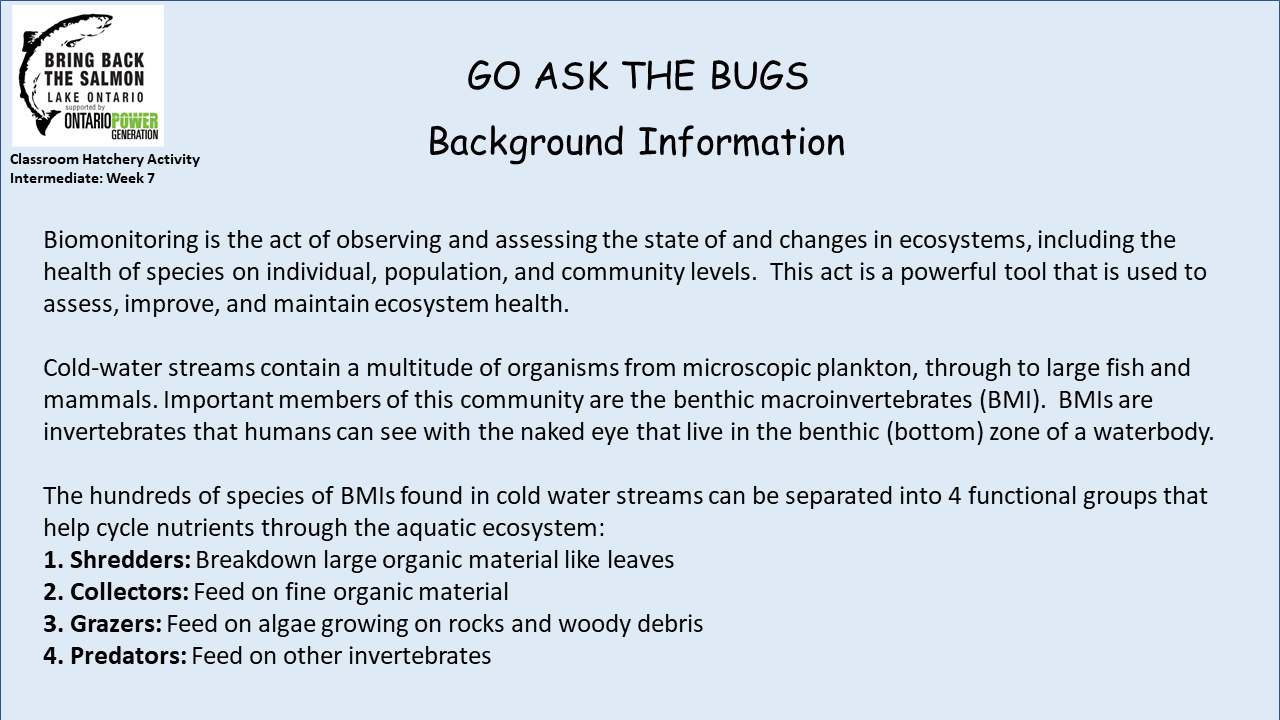 BRING BACK
THE SALMON
LAKE ONTARIO
supported by
ONTARIOPOWER
GENERATION
Classroom Hatchery Activity
Intermediate: Week 7
GO ASK THE BUGS
Background Information
Biomonitoring is the act of observing and assessing the state of and changes in ecosystems, including the
health of species on individual, population, and community levels.  This act is a powerful tool that is used to
assess, improve, and maintain ecosystem health.
Cold-water streams contain a multitude of organisms from microscopic plankton, through to large fish and
mammals. Important members of this community are the benthic macroinvertebrates (BMI).  BMIs are
invertebrates that humans can see with the naked eye that live in the benthic (bottom) zone of a waterbody.
The hundreds of species of BMIs found in cold water streams can be separated into 4 functional groups that
help cycle nutrients through the aquatic ecosystem:
1. Shredders: Breakdown large organic material like leaves
2. Collectors: Feed on fine organic material
3. Grazers: Feed on algae growing on rocks and woody debris
4. Predators: Feed on other invertebrates